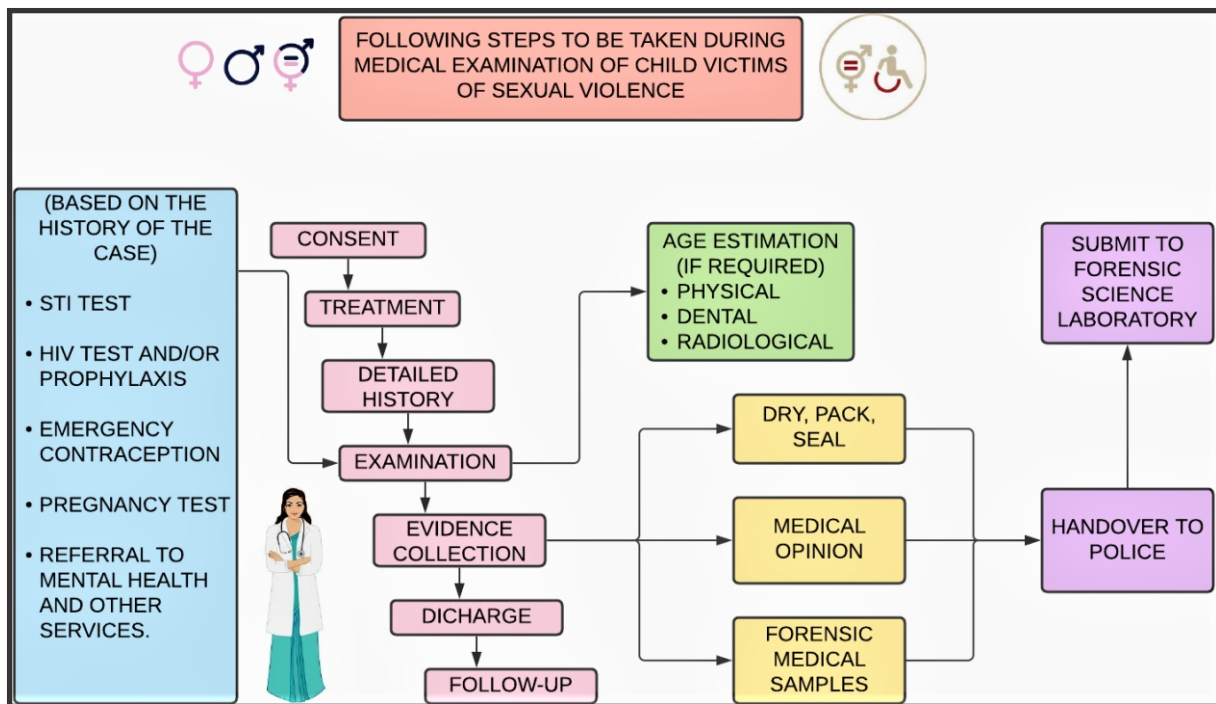 FOLLOWING STEPS TO BE TAKEN DURING
MEDICAL EXAMINATION OF CHILD VICTIMS
OF SEXUAL VIOLENCE
(BASED ON THE
HISTORY OF THE
CASE)
• STI TEST
• HIV TEST AND/OR
PROPHYLAXIS
• EMERGENCY
CONTRACEPTION
• PREGNANCY TEST
• REFERRAL TO
MENTAL HEALTH
AND OTHER
SERVICES.
CONSENT
TREATMENT
DETAILED
HISTORY
EXAMINATION
EVIDENCE
COLLECTION
DICHARGE
FOLLOW-UP
AGE ESTIMATION
(IF REQUIRED)
• PHYSICAL
• DENTAL
• RADIOLOGICAL
DRY, PACK,
SEAL
MEDICAL
OPINION
FORENSIC
MEDICAL
SAMPLES
SUBMIT TO
FORENSIC
SCIENCE
LABORATORY
HANDOVER TO
POLICE